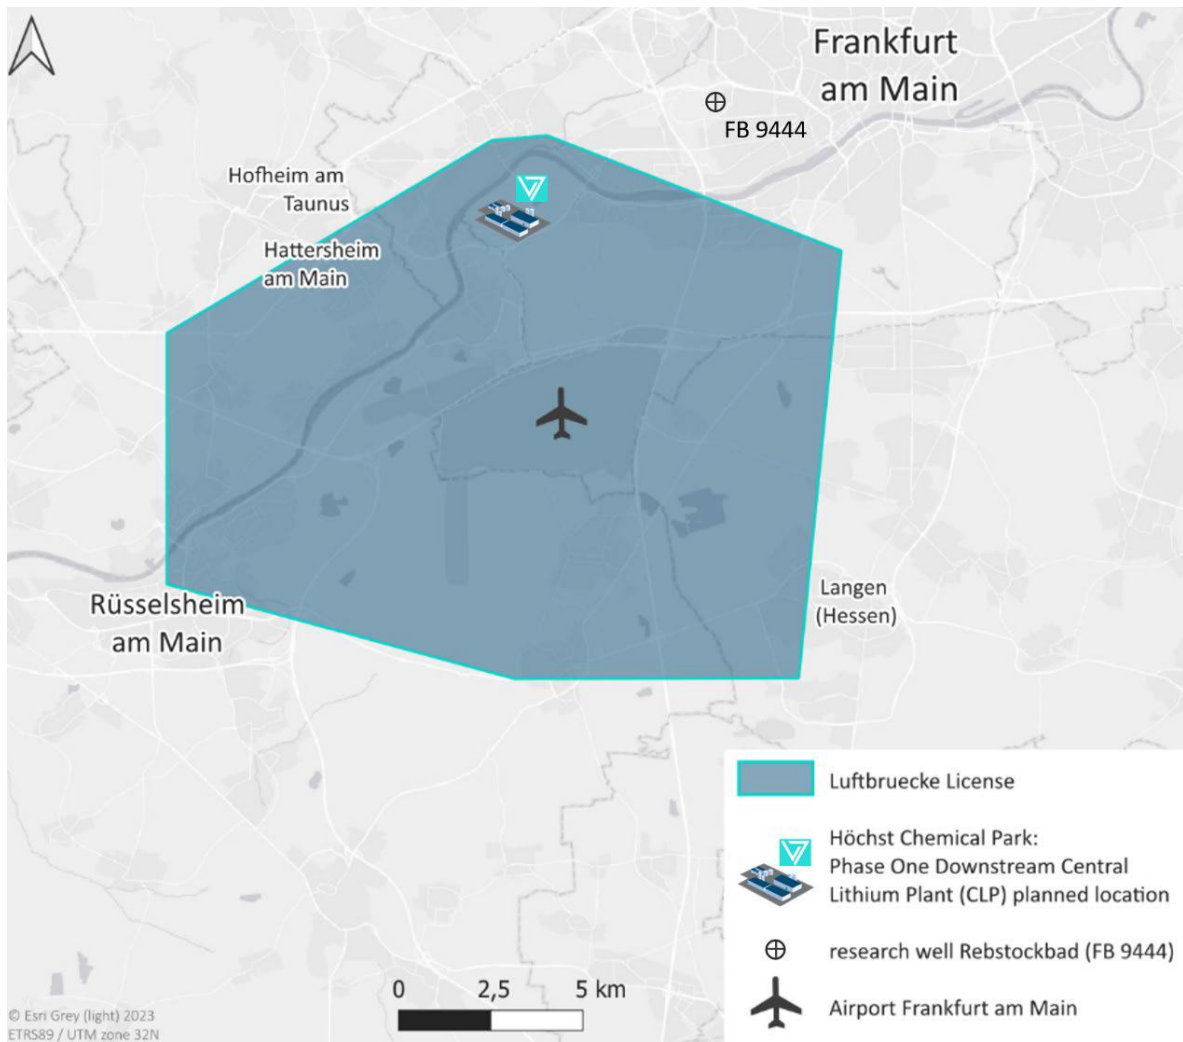 Frankfurt
am Main
FB 9444
Hofheim am
Taunus
Hattersheim
am Main
Rüsselsheim
am Main
Langen
(Hessen)
Luftbruecke License
Höchst Chemical Park:
Phase One Downstream Central
Lithium Plant (CLP) planned location
research well Rebstockbad (FB 9444)
Airport Frankfurt am Main
0 2,5 5 km
© Esri Grey (light) 2023
ETRS89 / UTM zone 32N